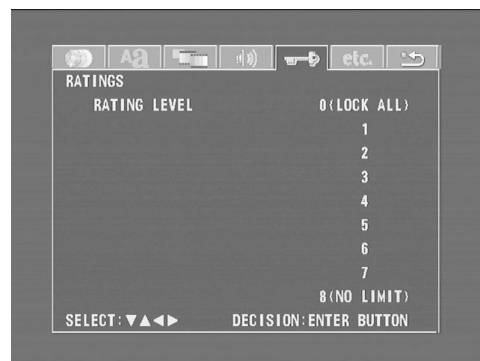 Aa etc.
RATINGS
RATING LEVEL 0(LOCK ALL)
1
2
3
4
5
6
7
8(NO LIMIT)
SELECT:▼▲◀▶ DECISION:ENTER BUTTON